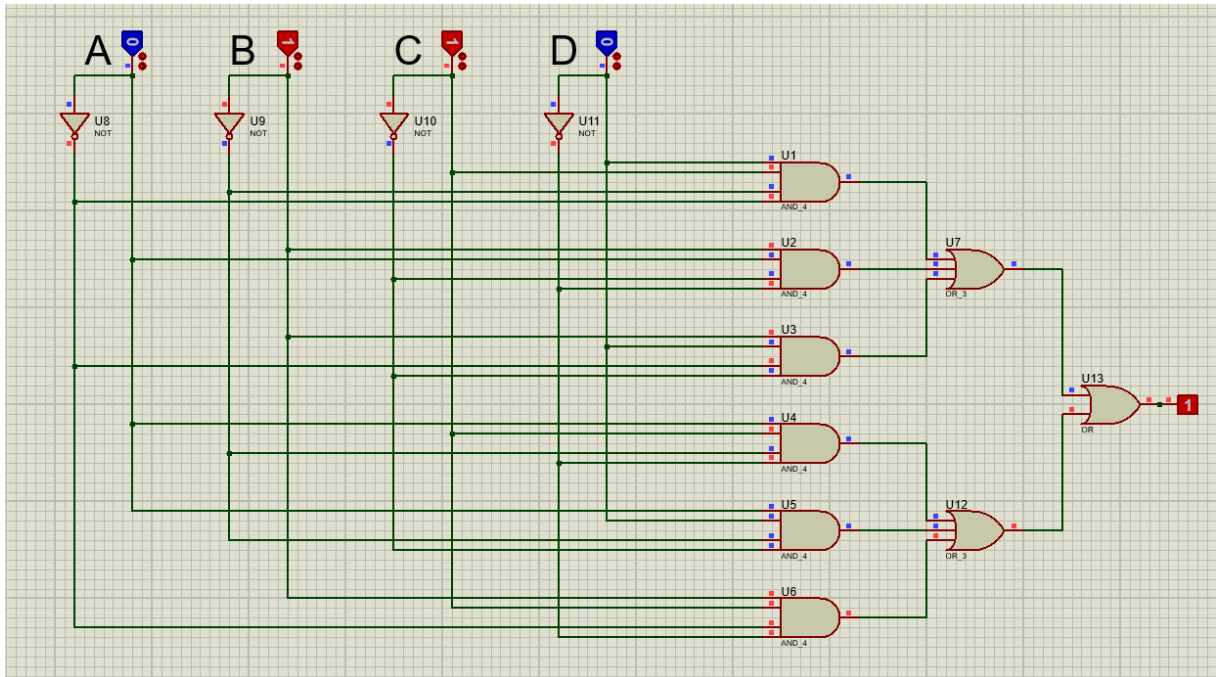 A 0 B 1 C 1 D 0
U8 U9 U10 U11
NOT NOT NOT NOT
U1
AND_4
U2
AND_4
U7
OR_3
U3
AND_4
U13
OR
1
U4
AND_4
U5
AND_4
U12
OR_3
U6
AND_4